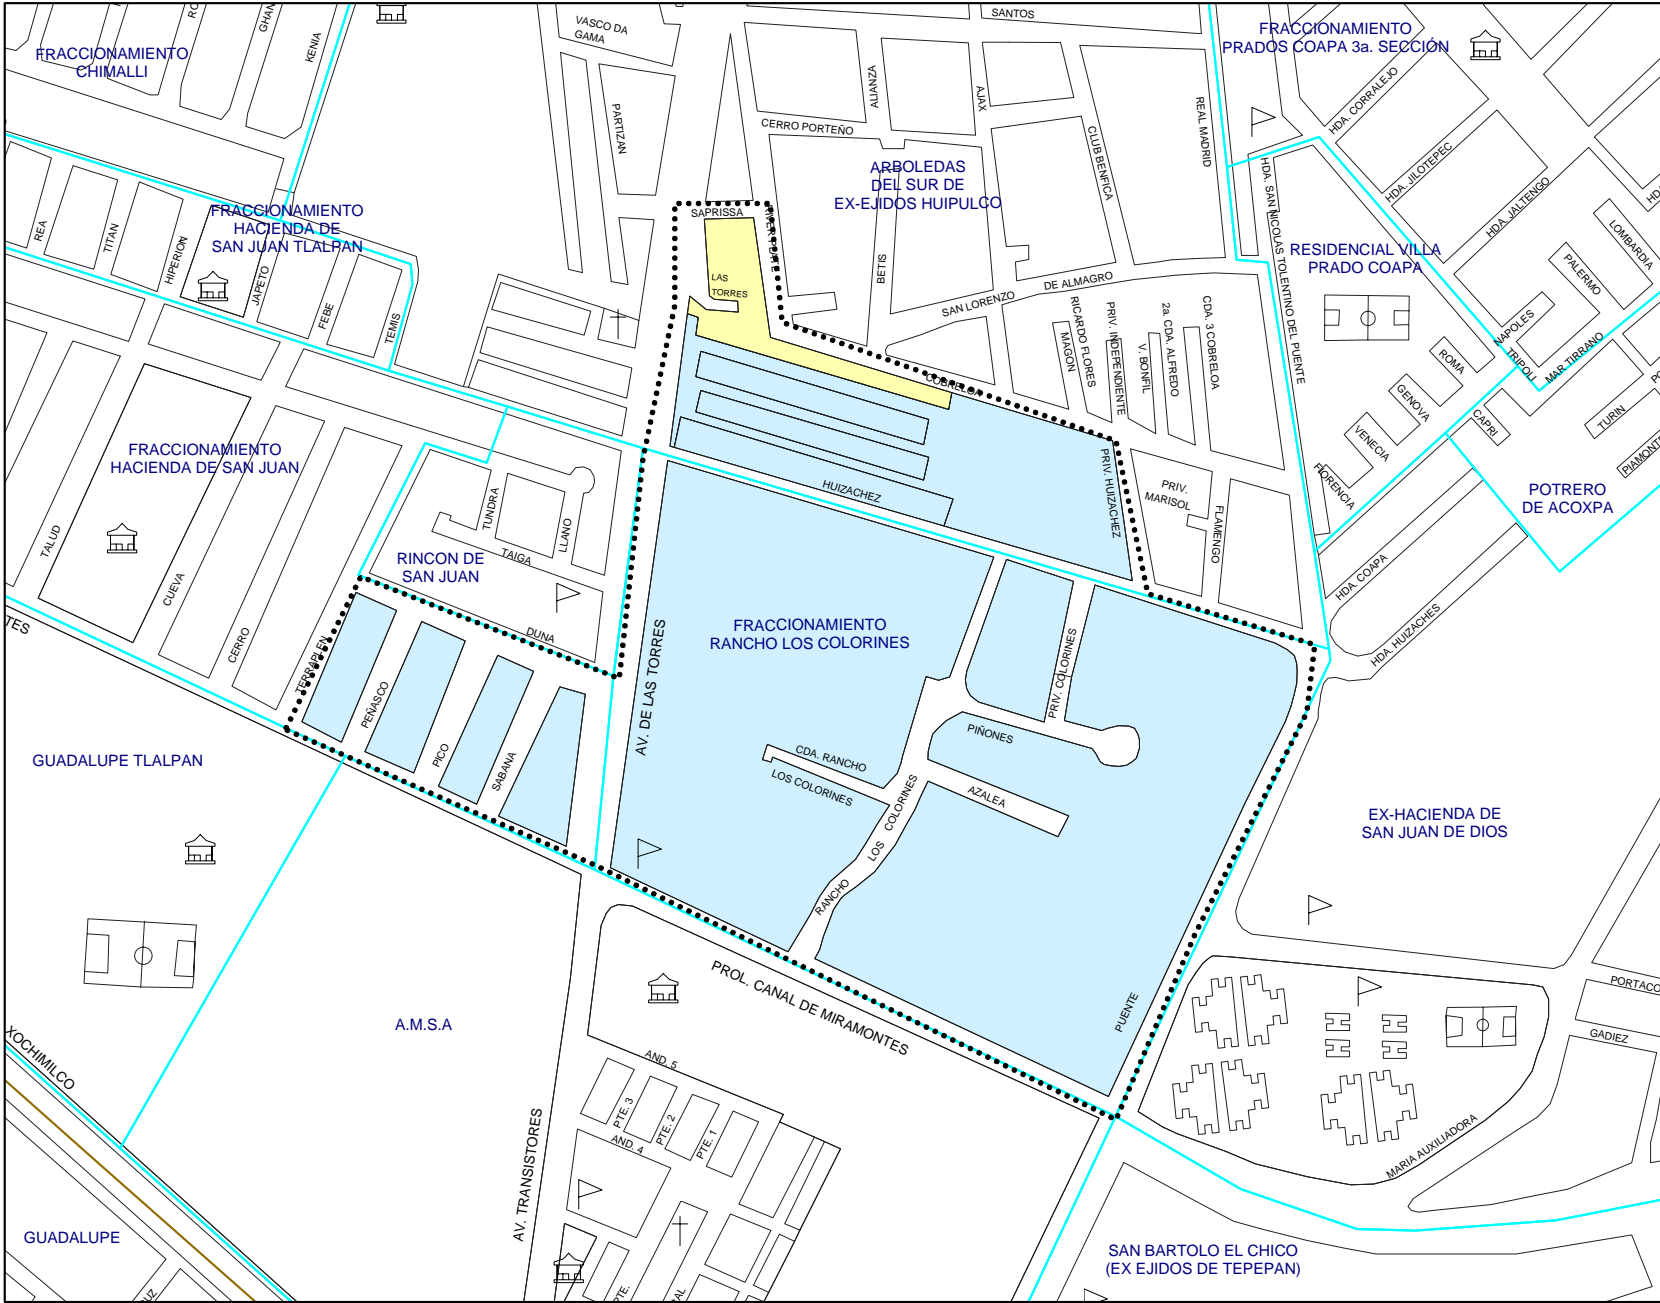 SANTOS
VASCO DA
GAMA
KENIA
FRACCIONAMIENTO
CHIMALLI
FRACCIONAMIENTO
PRADOS COAPA 3a. SECCIÓN
PARTIZAN
ALIANZA
AJAX
REAL MADRID
CLUB BENFICA
CERRO PORTEÑO
HDA. CORRALEJO
HDA. JILOTEPEC
HDA. JALTENGO
ARBOLEDAS
DEL SUR DE
EX-EJIDOS HUIPULCO
FRACCIONAMIENTO
HACIENDA DE
SAN JUAN TLALPAN
REA
TITAN
HIPERION
JAPETO
FEBE
TEMIS
SAPRISSA
RIVER PLATE
LAS
TORRES
BETIS
SAN LORENZO
DE ALMAGRO
HDA. SAN NICOLAS TOLENTINO DEL PUENTE
RESIDENCIAL VILLA
PRADO COAPA
LOMBARDIA
PALERMO
NAPOLES
TRIPOLI
MAR TIRRANO
ROMA
GENOVA
VENECIA
FLORENCIA
CAPRI
TURIN
PIAMONTE
RICARDO FLORES
MAGON
PRIV. INDEPENDIENTE
V. BONFIL
2a. CDA. ALFREDO
CDA. 3 COBRELOA
COBRELOA
FRACCIONAMIENTO
HACIENDA DE SAN JUAN
TALUD
CUEVA
CERRO
TERRAPLEN
TUNDRA
LLANO
TAIGA
RINCON DE
SAN JUAN
DUNA
HUIZACHEZ
PRIV. HUIZACHEZ
PRIV.
MARISOL
FLAMENGO
POTRERO
DE ACOXPA
HDA. COAPA
HDA. HUIZACHES
TES
FRACCIONAMIENTO
RANCHO LOS COLORINES
AV. DE LAS TORRES
PRIV. COLORINES
PIÑONES
PEÑASCO
PICO
SABANA
CDA. RANCHO
LOS COLORINES
AZALEA
RANCHO
LOS
COLORINES
GUADALUPE TLALPAN
EX-HACIENDA DE
SAN JUAN DE DIOS
PROL. CANAL DE MIRAMONTES
PUENTE
A.M.S.A
XOCHIMILCO
PORTACO
GADIEZ
MARIA AUXILIADORA
AND. 5
PTE. 3
PTE. 2
PTE. 1
AND. 4
AV. TRANSISTORES
PTE.
GUADALUPE
SAN BARTOLO EL CHICO
(EX EJIDOS DE TEPEPAN)